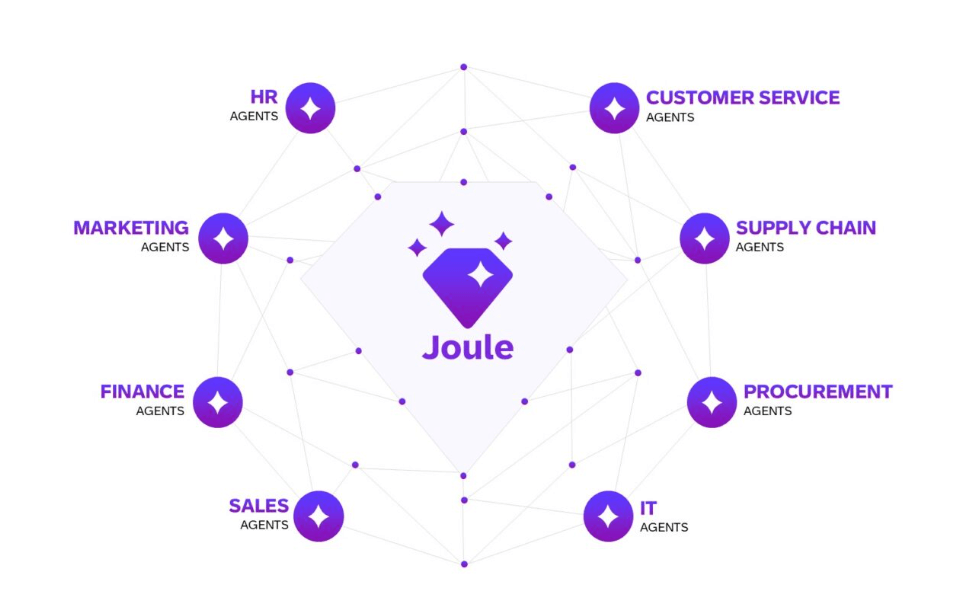 HR
AGENTS
CUSTOMER SERVICE
AGENTS
MARKETING
AGENTS
SUPPLY CHAIN
AGENTS
Joule
FINANCE
AGENTS
PROCUREMENT
AGENTS
SALES
AGENTS
IT
AGENTS